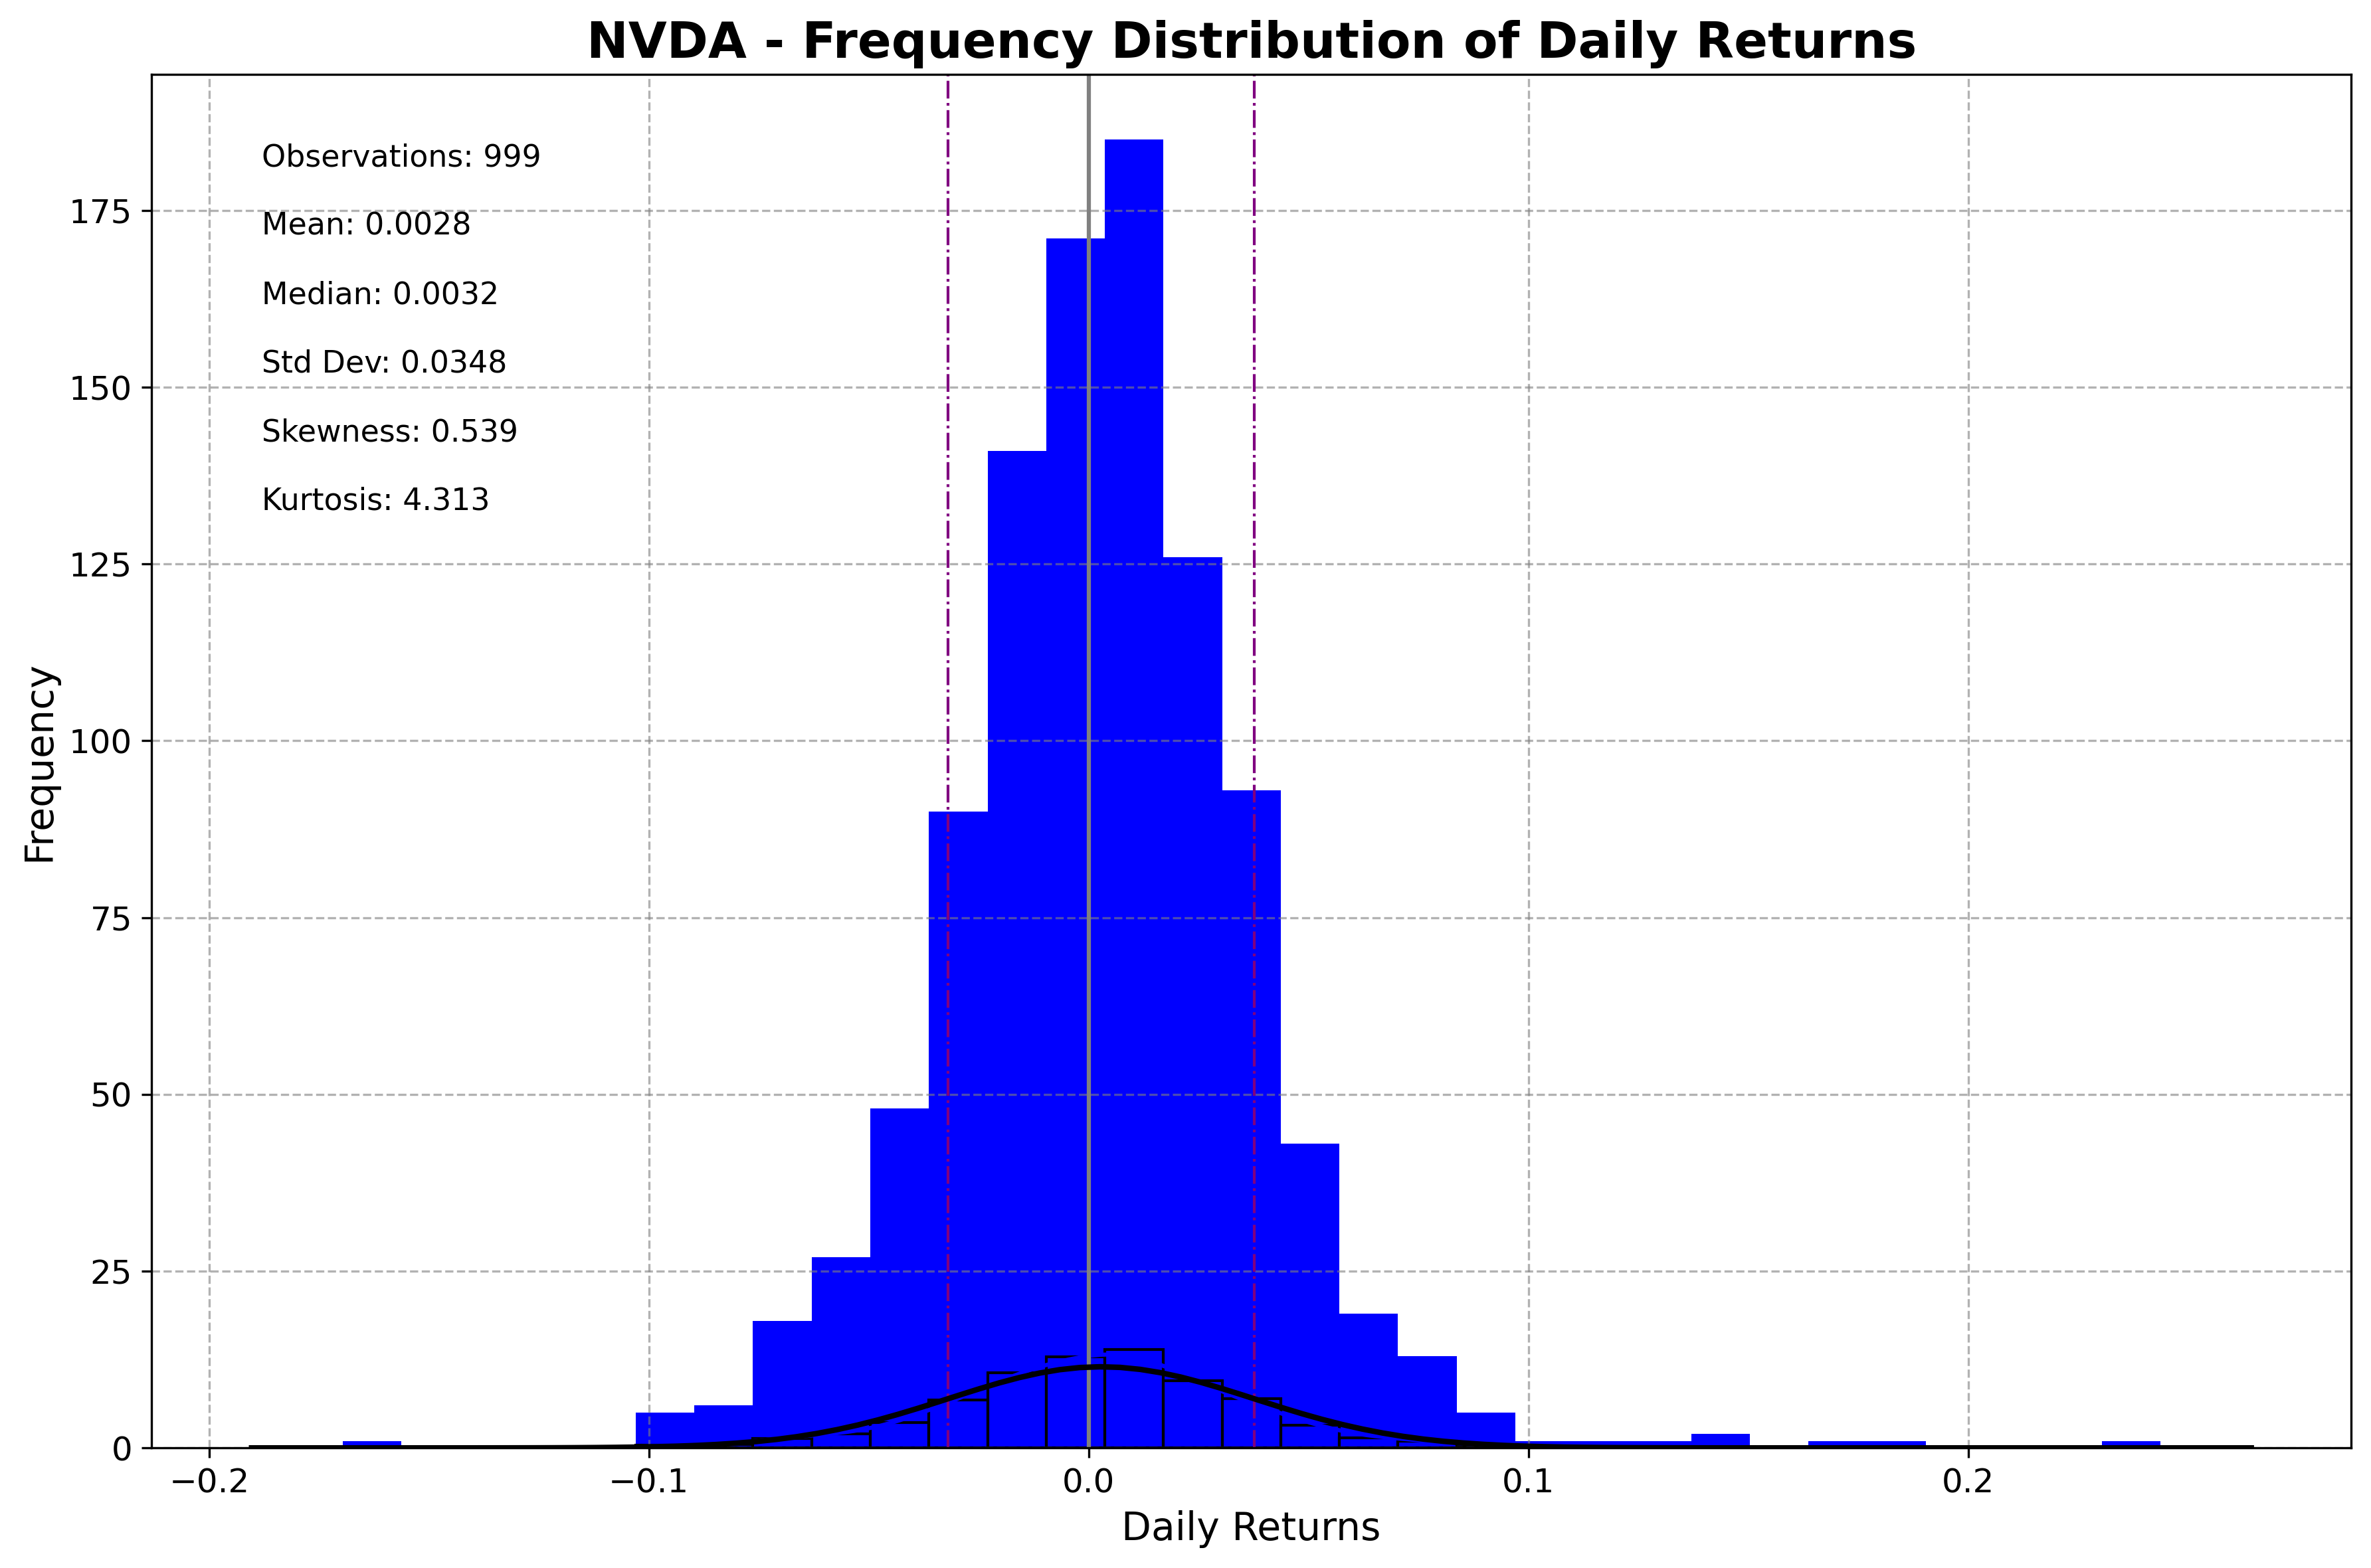 NVDA - Frequency Distribution of Daily Returns
Observations: 999
Mean: 0.0028
Median: 0.0032
Std Dev: 0.0348
Skewness: 0.539
Kurtosis: 4.313
Frequency
175
150
125
100
75
50
25
0
−0.2
−0.1
0.0
0.1
0.2
Daily Returns